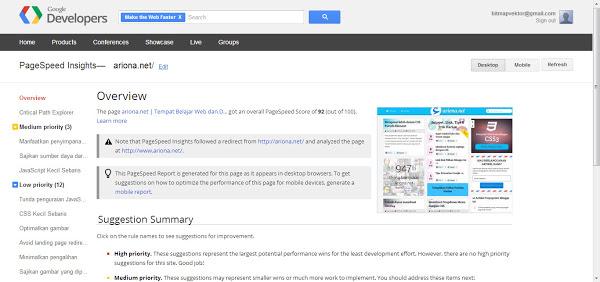 Google
Developers
Make the Web Faster X
Search
bitmapvektor@gmail.com
Sign out
Home
Products
Conferences
Showcase
Live
Groups
PageSpeed Insights— ariona.net/ Edit
Desktop
Mobile
Refresh
Overview
Critical Path Explorer
Medium priority (3)
Manfaatkan penyimpana...
Sajikan sumber daya dar...
JavaScript Kecil Sebaris
Low priority (12)
Tunda penguraian JavaS...
CSS Kecil Sebaris
Optimalkan gambar
Avoid landing page redire...
Minimalkan pengalihan
Sajikan gambar yang dip...
Overview
The page ariona.net | Tempat Belajar Web dan D... got an overall PageSpeed Score of 92 (out of 100).
Learn more
Note that PageSpeed Insights followed a redirect from http://ariona.net/ and analyzed the page
at http://www.ariona.net/.
This PageSpeed Report is generated for this page as it appears in desktop browsers. To get
suggestions on how to optimize the performance of this page for mobile devices, generate a
mobile report.
ariona.net
947
CSS3
Suggestion Summary
Click on the rule names to see suggestions for improvement.
High priority. These suggestions represent the largest potential performance wins for the least development effort. However, there are no high priority
suggestions for this site. Good job!
Medium priority. These suggestions may represent smaller wins or much more work to implement. You should address these items next: